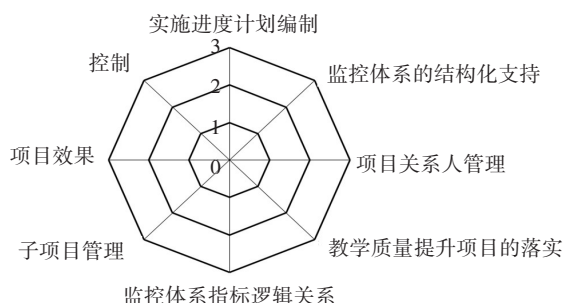 实施进度计划编制
3
控制
监控体系的结构化支持
2
1
项目效果
0
项目关系人管理
子项目管理
教学质量提升项目的落实
监控体系指标逻辑关系